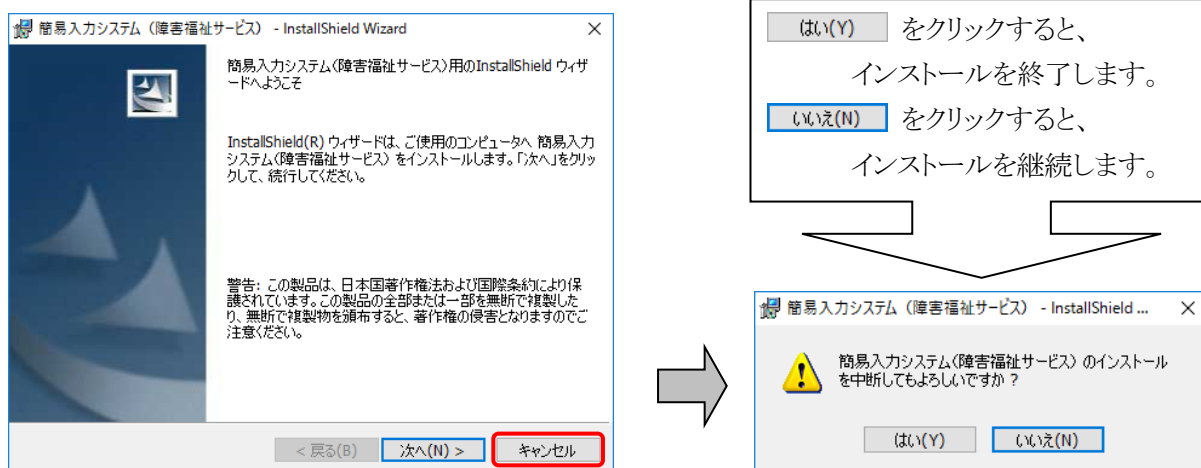 簡易入力システム（障害福祉サービス） - InstallShield Wizard
簡易入力システム(障害福祉サービス)用のInstallShield ウィザ
ードへようこそ
InstallShield(R) ウィザードは、ご使用のコンピュータへ 簡易入力
システム(障害福祉サービス) をインストールします。「次へ」をクリッ
クして、続行してください。
警告: この製品は、日本国著作権法および国際条約により保
護されています。この製品の全部または一部を無断で複製した
り、無断で複製物を頒布すると、著作権の侵害となりますのでご
注意ください。
< 戻る(B)
次へ(N) >
キャンセル
はい(Y) をクリックすると、
インストールを終了します。
いいえ(N) をクリックすると、
インストールを継続します。
簡易入力システム（障害福祉サービス） - InstallShield ...
簡易入力システム(障害福祉サービス) のインストール
を中断してもよろしいですか ?
はい(Y)
いいえ(N)